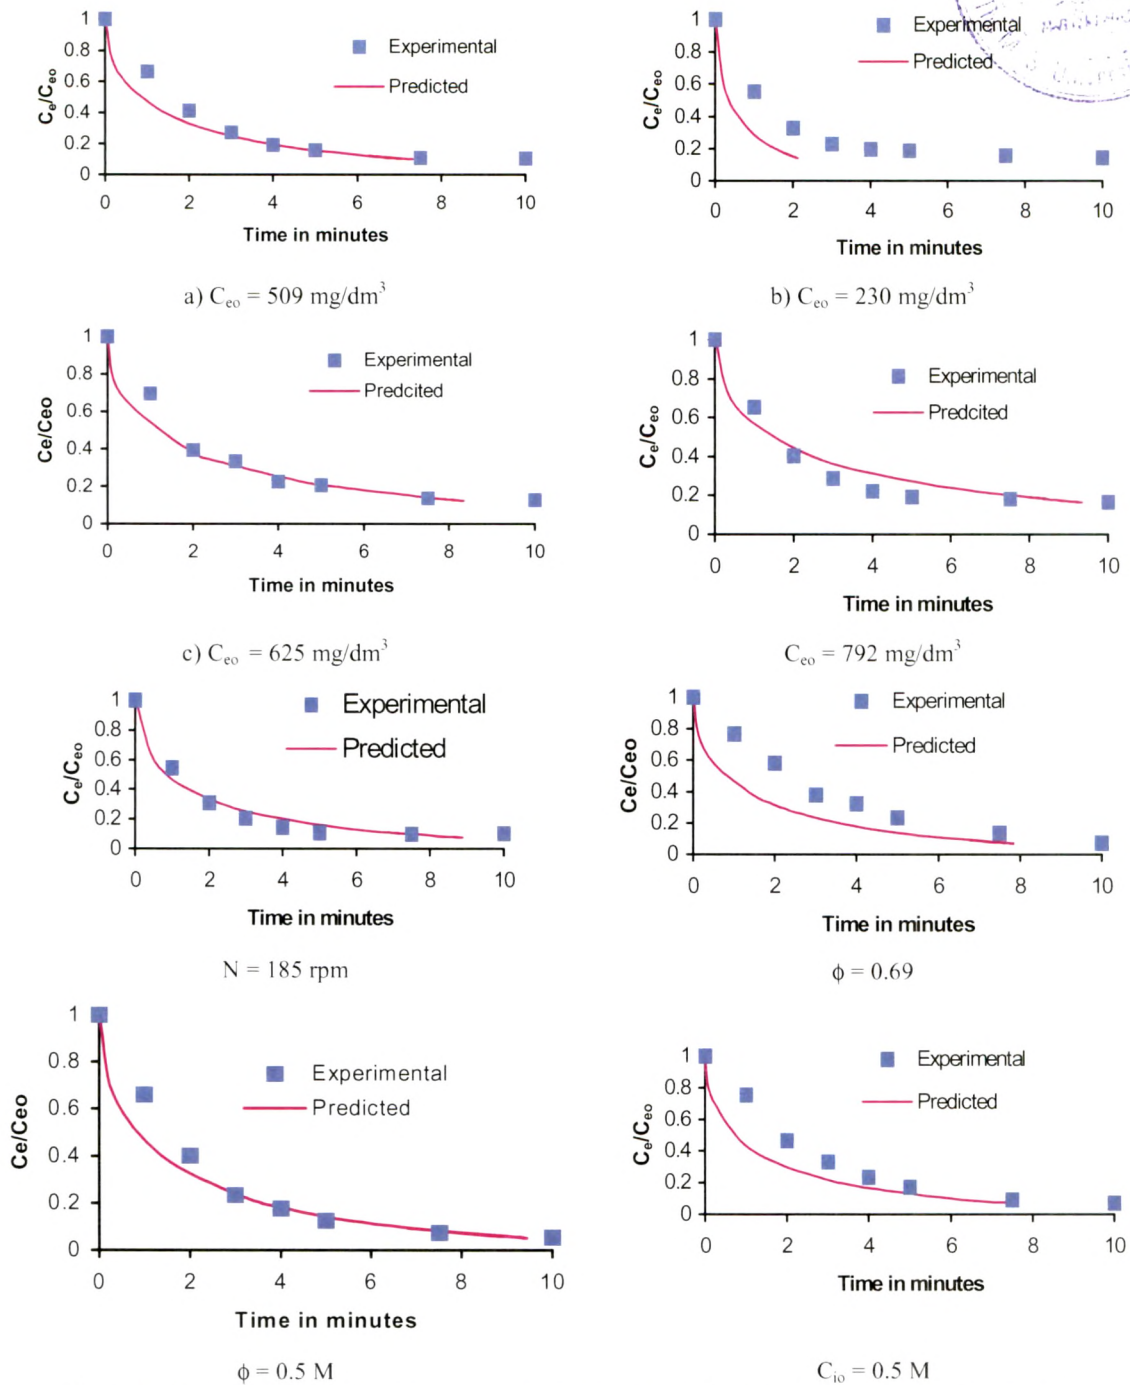 1
0.8
0.6
0.4
0.2
0
Ce/Ceo
Experimental
Predicted
0 2 4 6 8 10
Time in minutes
a) Ceo = 509 mg/dm³
1
0.8
0.6
0.4
0.2
0
Ce/Ceo
Experimental
Predicted
0 2 4 6 8 10
Time in minutes
b) Ceo = 230 mg/dm³
1
0.8
0.6
0.4
0.2
0
Ce/Ceo
Experimental
Predcited
0 2 4 6 8 10
Time in minutes
c) Ceo = 625 mg/dm³
1
0.8
0.6
0.4
0.2
0
Ce/Ceo
Experimental
Predcited
0 2 4 6 8 10
Time in minutes
Ceo = 792 mg/dm³
1
0.8
0.6
0.4
0.2
0
Ce/Ceo
Experimental
Predicted
0 2 4 6 8 10
Time in minutes
N = 185 rpm
1
0.8
0.6
0.4
0.2
0
Ce/Ceo
Experimental
Predicted
0 2 4 6 8 10
Time in minutes
ϕ = 0.69
1
0.8
0.6
0.4
0.2
0
Ce/Ceo
Experimental
Predicted
0 2 4 6 8 10
Time in minutes
ϕ = 0.5 M
1
0.8
0.6
0.4
0.2
0
Ce/Ceo
Experimental
Predicted
0 2 4 6 8 10
Time in minutes
Cio = 0.5 M